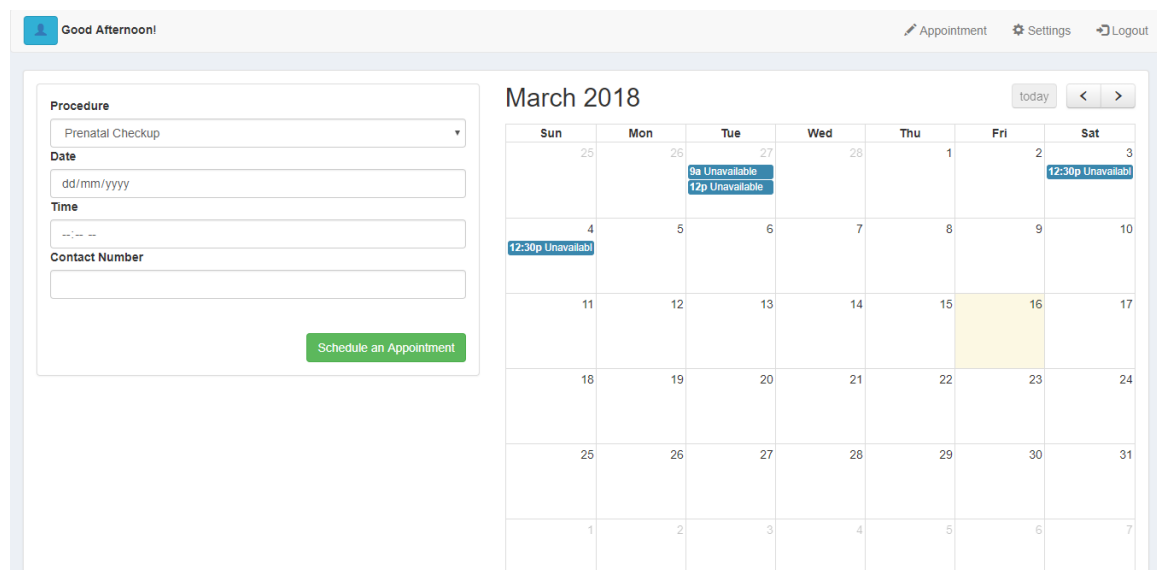 Good Afternoon!
Appointment
Settings
Logout
Procedure
Prenatal Checkup
Date
dd/mm/yyyy
Time
--:-- --
Contact Number
Schedule an Appointment
March 2018
today
Sun Mon Tue Wed Thu Fri Sat
25 26 27 28 1 2 3
9a Unavailable
12p Unavailable
12:30p Unavailabl
4 5 6 7 8 9 10
12:30p Unavailabl
11 12 13 14 15 16 17
18 19 20 21 22 23 24
25 26 27 28 29 30 31
1 2 3 4 5 6 7